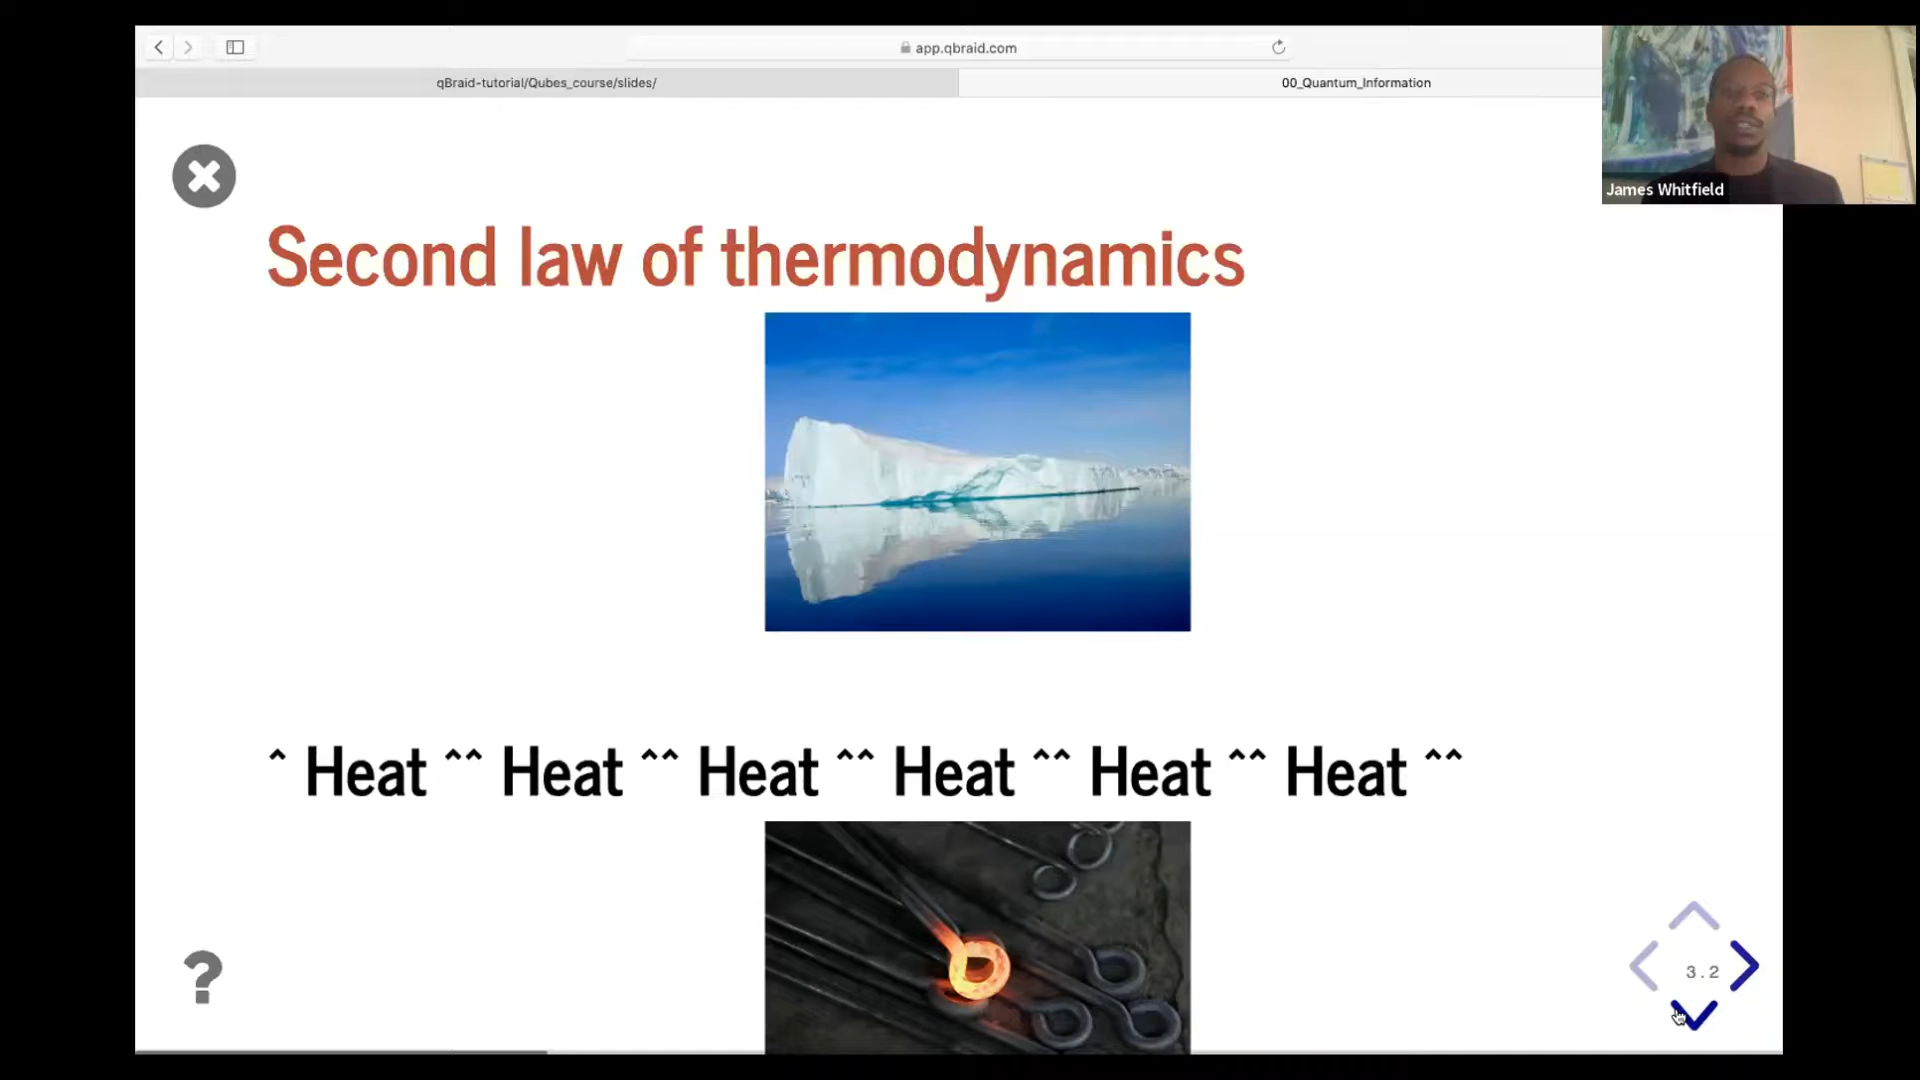 app.qbraid.com
qBraid-tutorial/Qubes_course/slides/
00_Quantum_Information
James Whitfield
Second law of thermodynamics
^ Heat ^^ Heat ^^ Heat ^^ Heat ^^ Heat ^^ Heat ^^
?
3.2